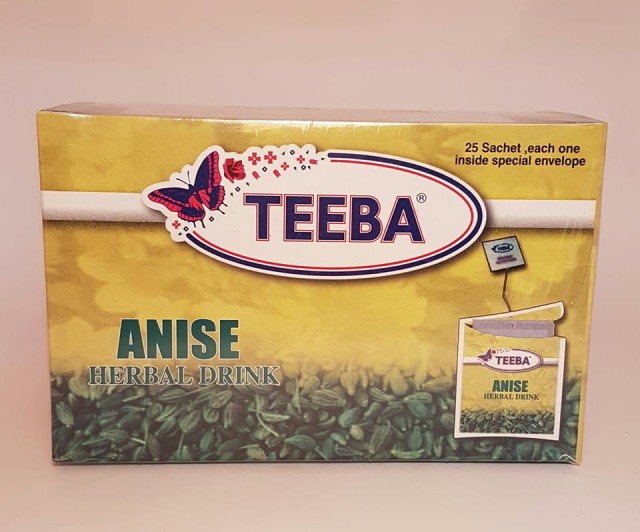 25 Sachet ,each one
inside special envelope
TEEBA®
ANISE
HERBAL DRINK
TEEBA
ANISE
HERBAL DRINK